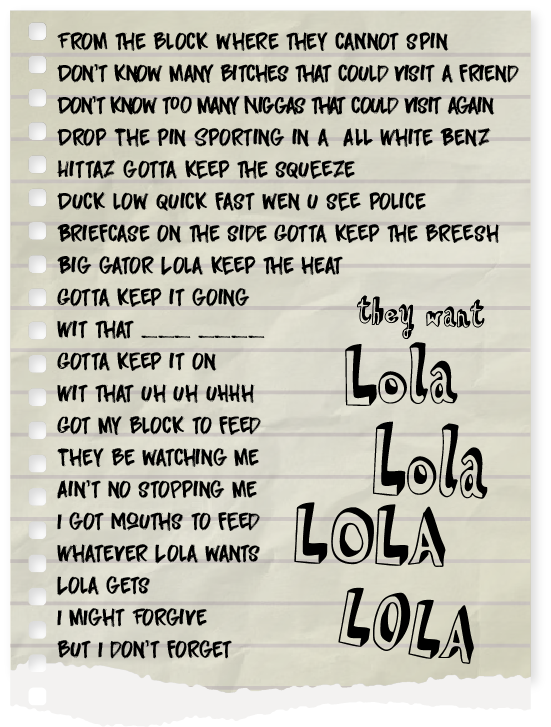 FROM THE BLOCK WHERE THEY CANNOT SPIN
DON'T KNOW MANY BITCHES THAT COULD VISIT A FRIEND
DON'T KNOW TOO MANY NIGGAS THAT COULD VISIT AGAIN
DROP THE PIN SPORTING IN A ALL WHITE BENZ
HITTAZ GOTTA KEEP THE SQUEEZE
DUCK LOW QUICK FAST WEN U SEE POLICE
BRIEFCASE ON THE SIDE GOTTA KEEP THE BREESH
BIG GATOR LOLA KEEP THE HEAT
GOTTA KEEP IT GOING
WIT THAT ____ _____
GOTTA KEEP IT ON
WIT THAT UH UH UHHH
GOT MY BLOCK TO FEED
THEY BE WATCHING ME
AIN'T NO STOPPING ME
I GOT MOUTHS TO FEED
WHATEVER LOLA WANTS
LOLA GETS
I MIGHT FORGIVE
BUT I DON'T FORGET
they want
Lola
Lola
LOLA
LOLA